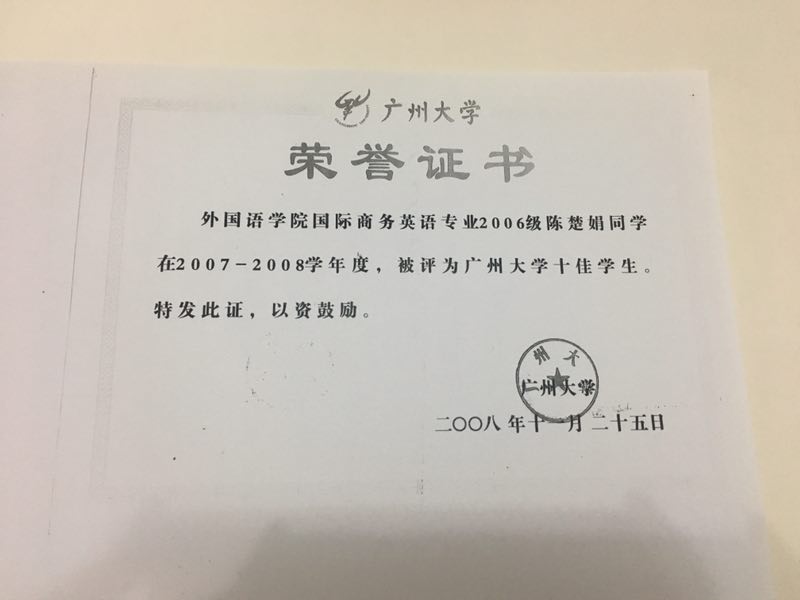 广州大学
荣誉证书
外国语学院国际商务英语专业2006级陈楚娟同学
在2007-2008学年度，被评为广州大学十佳学生。
特发此证，以资鼓励。
州大
广州大学
二〇〇八年十一月二十五日